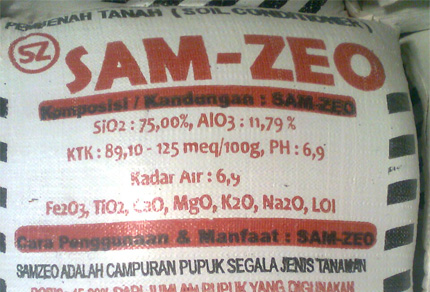 PEMBENAH TANAH (SOIL CONDITIONER)
SZ SAM-ZEO
Komposisi / Kandungan : SAM-ZEO
SiO2 : 75,00%, AlO3 : 11,79 %
KTK : 89,10 - 125 meq/100g, PH : 6,9
Kadar Air : 6,9
Fe2O3, TiO2, CaO, MgO, K2O, Na2O, LOI
Cara Penggunaan & Manfaat : SAM-ZEO
SAMZEO ADALAH CAMPURAN PUPUK SEGALA JENIS TANAMAN
DARI JUMLAH PUPUK YANG DIGUNAKAN